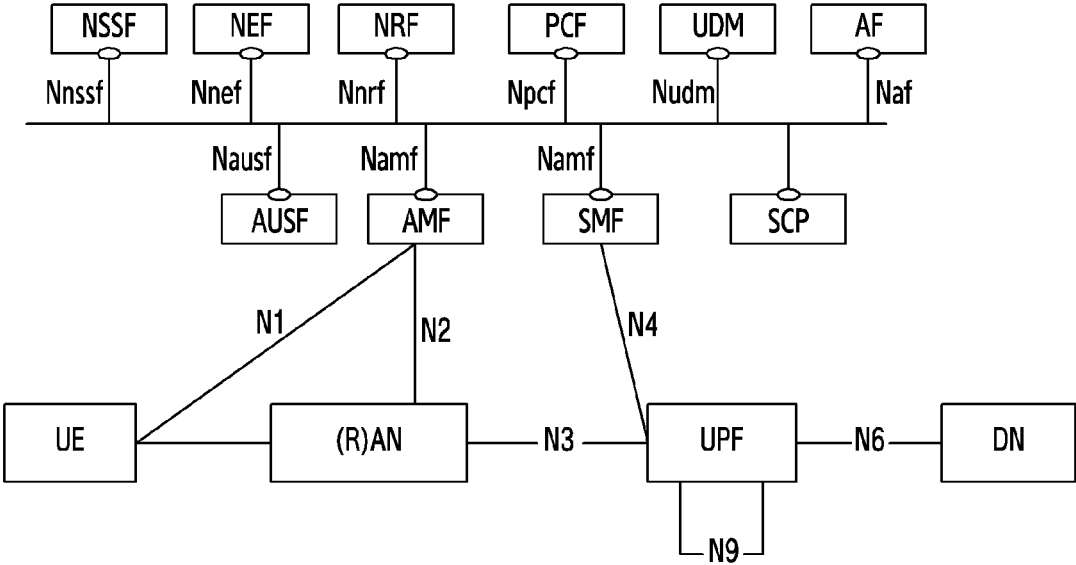 NSSF NEF NRF PCF UDM AF
Nnssf Nnef Nnrf Npcf Nudm Naf
Nausf Namf Namf
AUSF AMF SMF SCP
N1 N2 N4
UE (R)AN N3 UPF N6 DN
N9